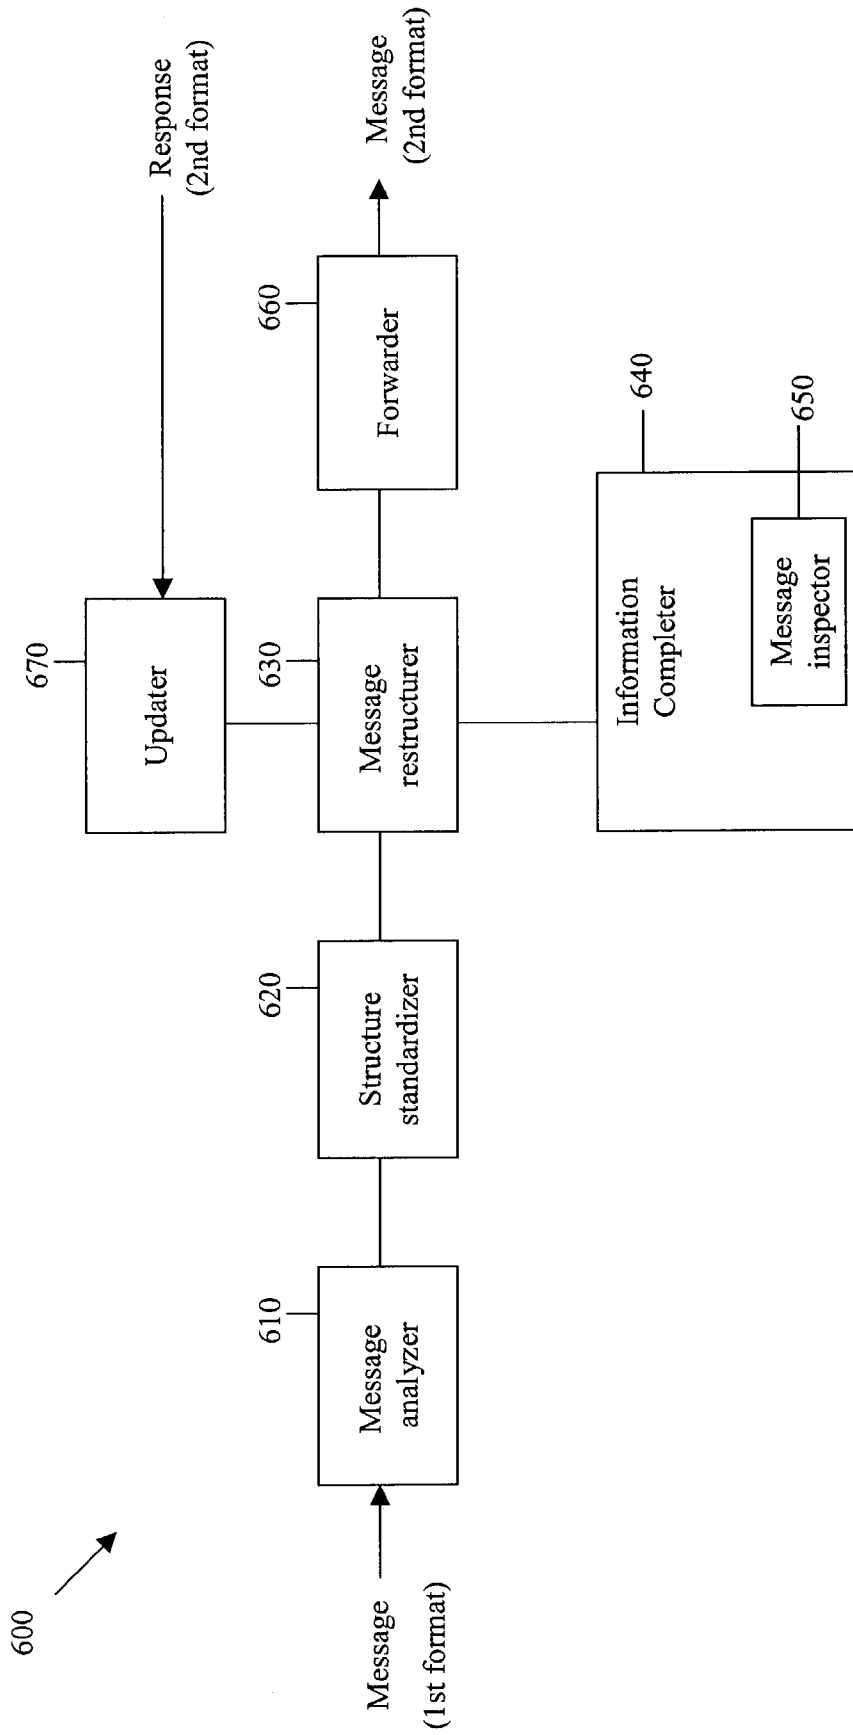 600
Message
(1st format)
610
Message
analyzer
620
Structure
standardizer
630
Message
restructurer
670
Updater
Response
(2nd format)
660
Forwarder
Message
(2nd format)
640
Information
Completer
650
Message
inspector